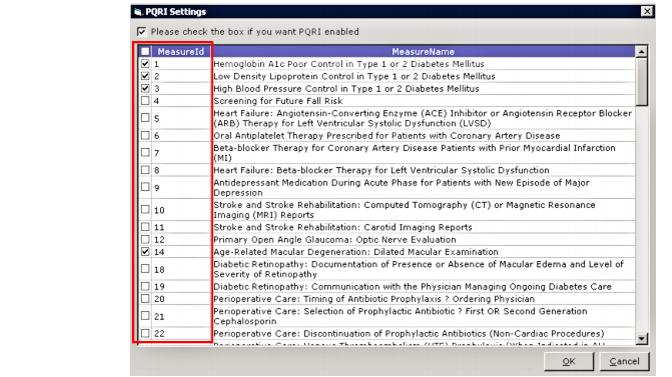 PQRI Settings
Please check the box if you want PQRI enabled
MeasureId MeasureName
1 Hemoglobin A1c Poor Control in Type 1 or 2 Diabetes Mellitus
2 Low Density Lipoprotein Control in Type 1 or 2 Diabetes Mellitus
3 High Blood Pressure Control in Type 1 or 2 Diabetes Mellitus
4 Screening for Future Fall Risk
5 Heart Failure: Angiotensin-Converting Enzyme (ACE) Inhibitor or Angiotensin Receptor Blocker
(ARB) Therapy for Left Ventricular Systolic Dysfunction (LVSD)
6 Oral Antiplatelet Therapy Prescribed for Patients with Coronary Artery Disease
7 Beta-blocker Therapy for Coronary Artery Disease Patients with Prior Myocardial Infarction
(MI)
8 Heart Failure: Beta-blocker Therapy for Left Ventricular Systolic Dysfunction
9 Antidepressant Medication During Acute Phase for Patients with New Episode of Major
Depression
10 Stroke and Stroke Rehabilitation: Computed Tomography (CT) or Magnetic Resonance
Imaging (MRI) Reports
11 Stroke and Stroke Rehabilitation: Carotid Imaging Reports
12 Primary Open Angle Glaucoma: Optic Nerve Evaluation
14 Age-Related Macular Degeneration: Dilated Macular Examination
18 Diabetic Retinopathy: Documentation of Presence or Absence of Macular Edema and Level of
Severity of Retinopathy
19 Diabetic Retinopathy: Communication with the Physician Managing Ongoing Diabetes Care
20 Perioperative Care: Timing of Antibiotic Prophylaxis ? Ordering Physician
21 Perioperative Care: Selection of Prophylactic Antibiotic ? First OR Second Generation
Cephalosporin
22 Perioperative Care: Discontinuation of Prophylactic Antibiotics (Non-Cardiac Procedures)
OK Cancel